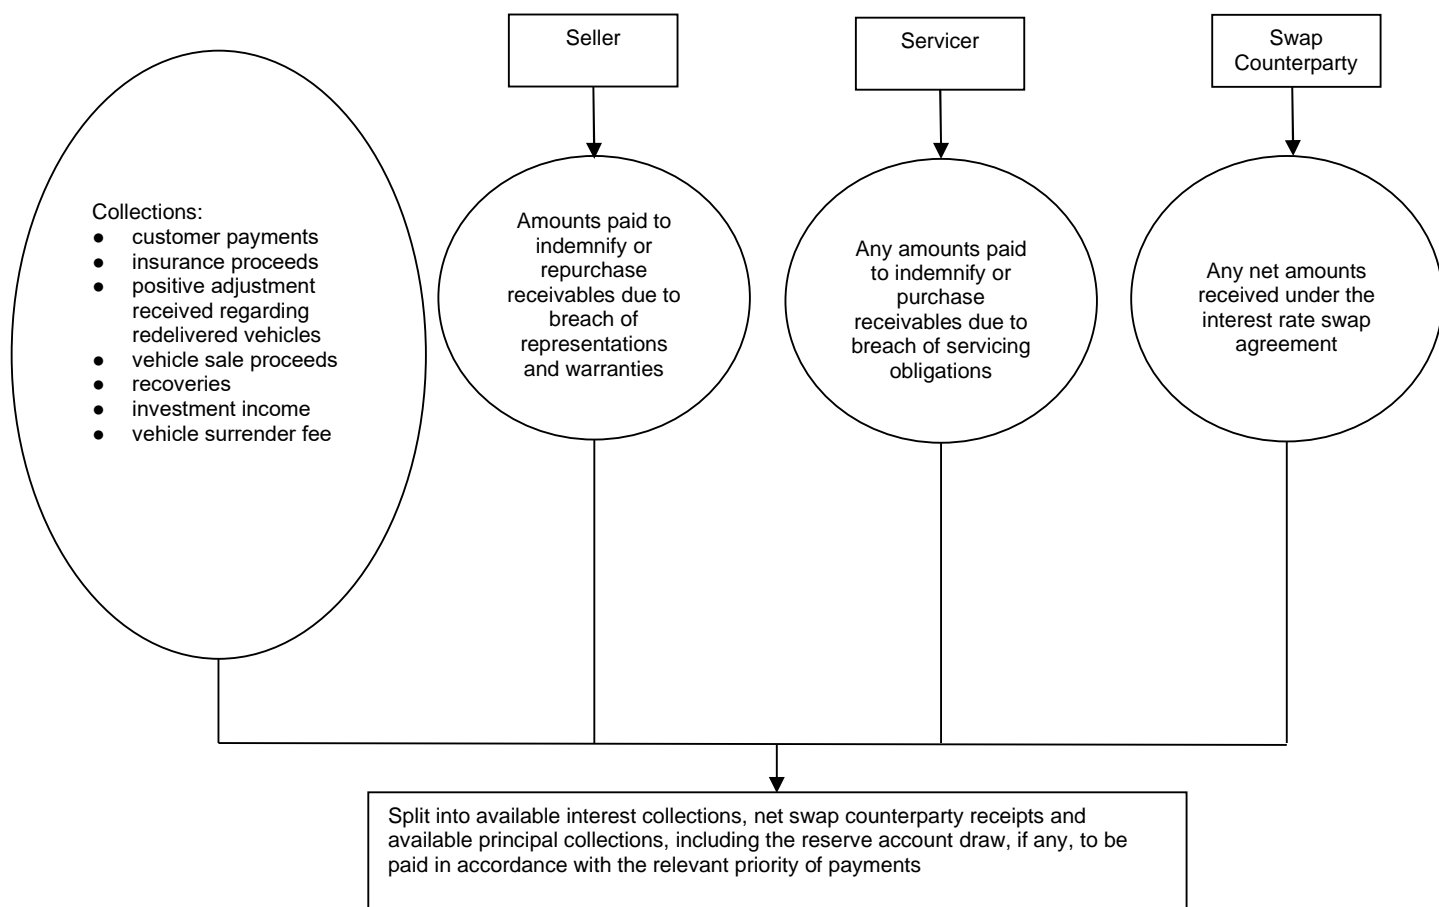 Seller
Servicer
Swap
Counterparty
Collections:
● customer payments
● insurance proceeds
● positive adjustment
received regarding
redelivered vehicles
● vehicle sale proceeds
● recoveries
● investment income
● vehicle surrender fee
Amounts paid to
indemnify or
repurchase
receivables due to
breach of
representations
and warranties
Any amounts paid
to indemnify or
purchase
receivables due to
breach of servicing
obligations
Any net amounts
received under the
interest rate swap
agreement
Split into available interest collections, net swap counterparty receipts and
available principal collections, including the reserve account draw, if any, to be
paid in accordance with the relevant priority of payments